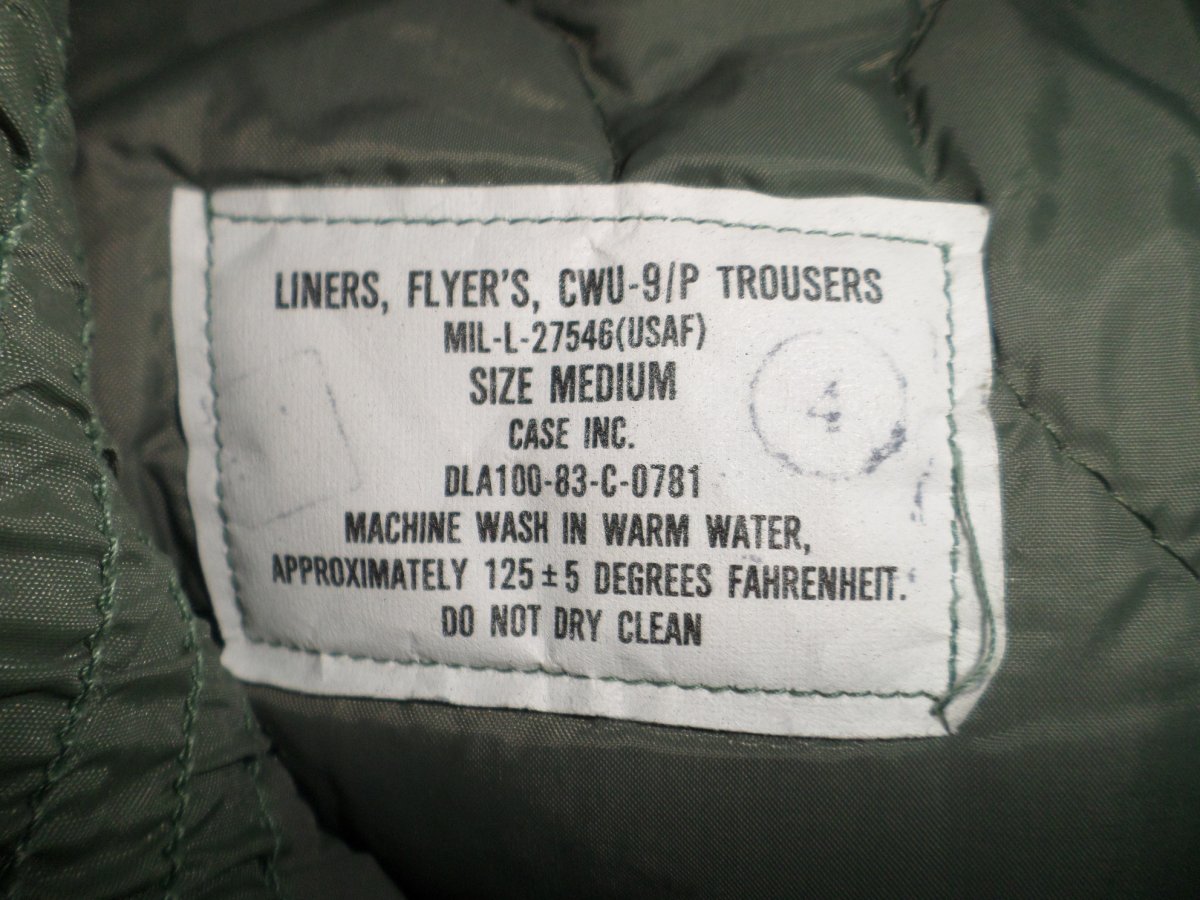 LINERS, FLYER'S, CWU-9/P TROUSERS
MIL-L-27546(USAF)
SIZE MEDIUM
4
CASE INC.
DLA100-83-C-0781
MACHINE WASH IN WARM WATER,
APPROXIMATELY 125 ± 5 DEGREES FAHRENHEIT.
DO NOT DRY CLEAN